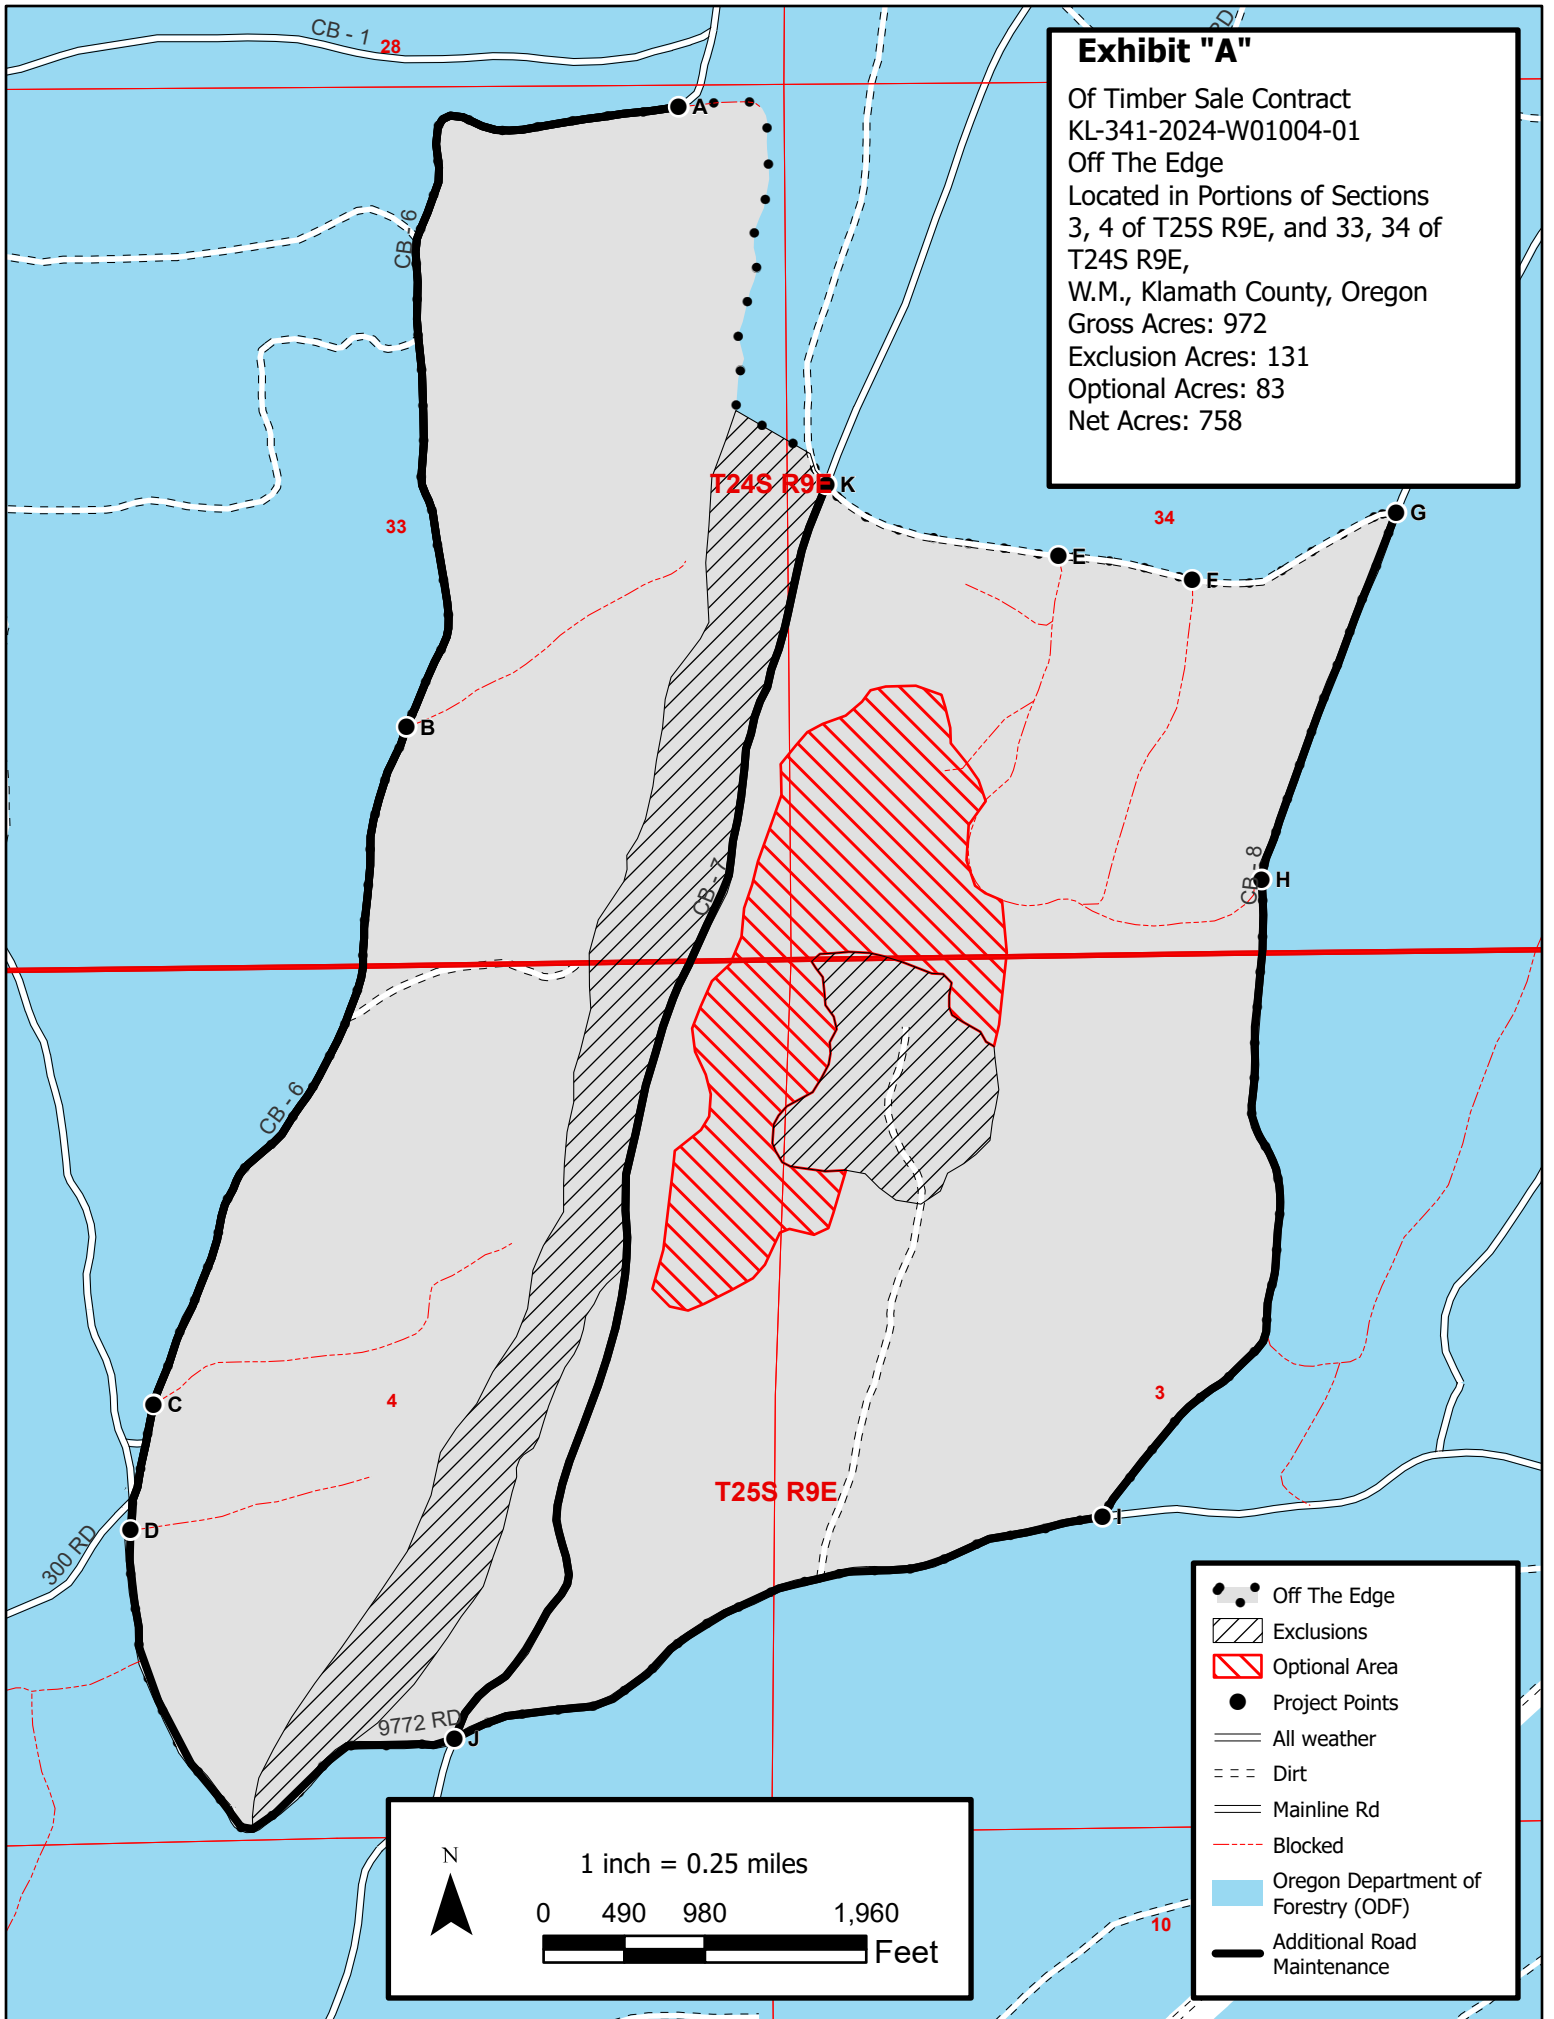 CB - 1
28
RD
Exhibit "A"
Of Timber Sale Contract
KL-341-2024-W01004-01
Off The Edge
Located in Portions of Sections
3, 4 of T25S R9E, and 33, 34 of
T24S R9E,
W.M., Klamath County, Oregon
Gross Acres: 972
Exclusion Acres: 131
Optional Acres: 83
Net Acres: 758
A
CB - 6
T24S R9E
K
33
34
G
E
F
B
CB - 7
CB - 8
H
CB - 6
C
4
3
T25S R9E
I
D
300 RD
9772 RD
J
N
1 inch = 0.25 miles
0 490 980 1,960
Feet
Off The Edge
Exclusions
Optional Area
Project Points
All weather
Dirt
Mainline Rd
Blocked
Oregon Department of
Forestry (ODF)
Additional Road
Maintenance
10